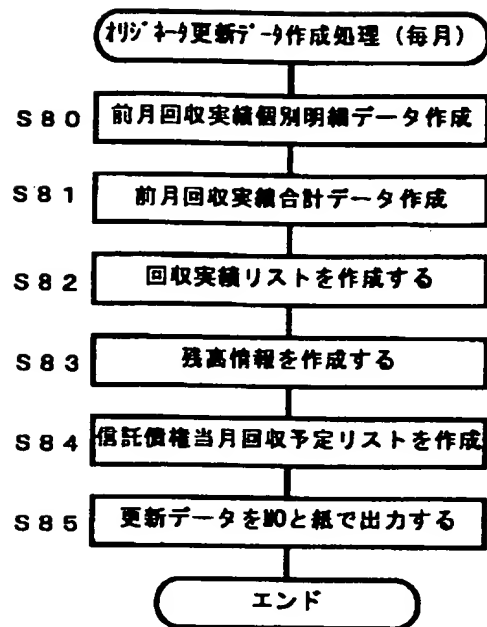 ｵﾘｼﾞﾈｰﾀ更新データ作成処理（毎月）
S80 前月回収実績個別明細データ作成
S81 前月回収実績合計データ作成
S82 回収実績リストを作成する
S83 残高情報を作成する
S84 信託債権当月回収予定リストを作成
S85 更新データをMOと紙で出力する
エンド